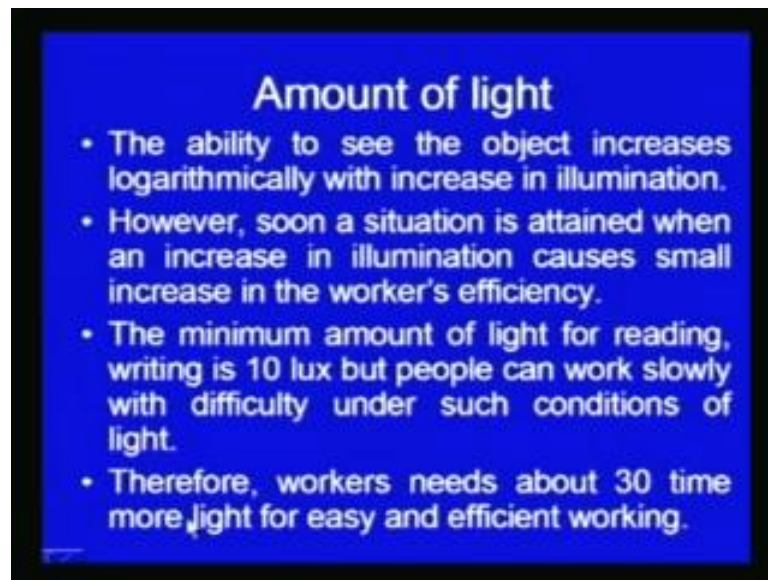 Amount of light
• The ability to see the object increases
logarithmically with increase in illumination.
• However, soon a situation is attained when
an increase in illumination causes small
increase in the worker's efficiency.
• The minimum amount of light for reading,
writing is 10 lux but people can work slowly
with difficulty under such conditions of
light.
• Therefore, workers needs about 30 time
more light for easy and efficient working.